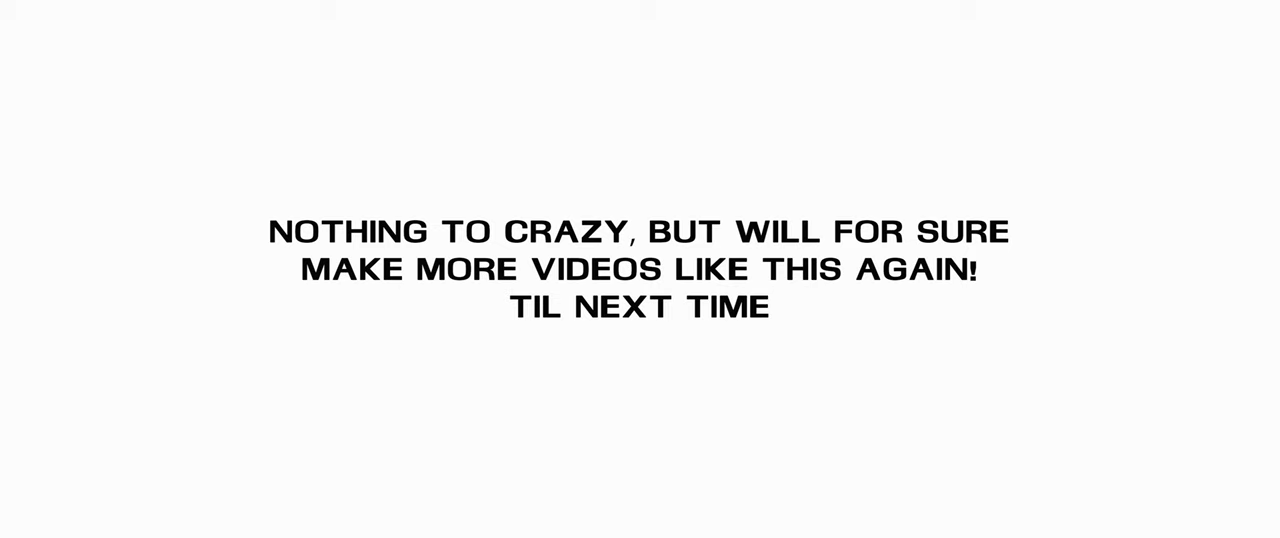 NOTHING TO CRAZY, BUT WILL FOR SURE
MAKE MORE VIDEOS LIKE THIS AGAIN!
TIL NEXT TIME